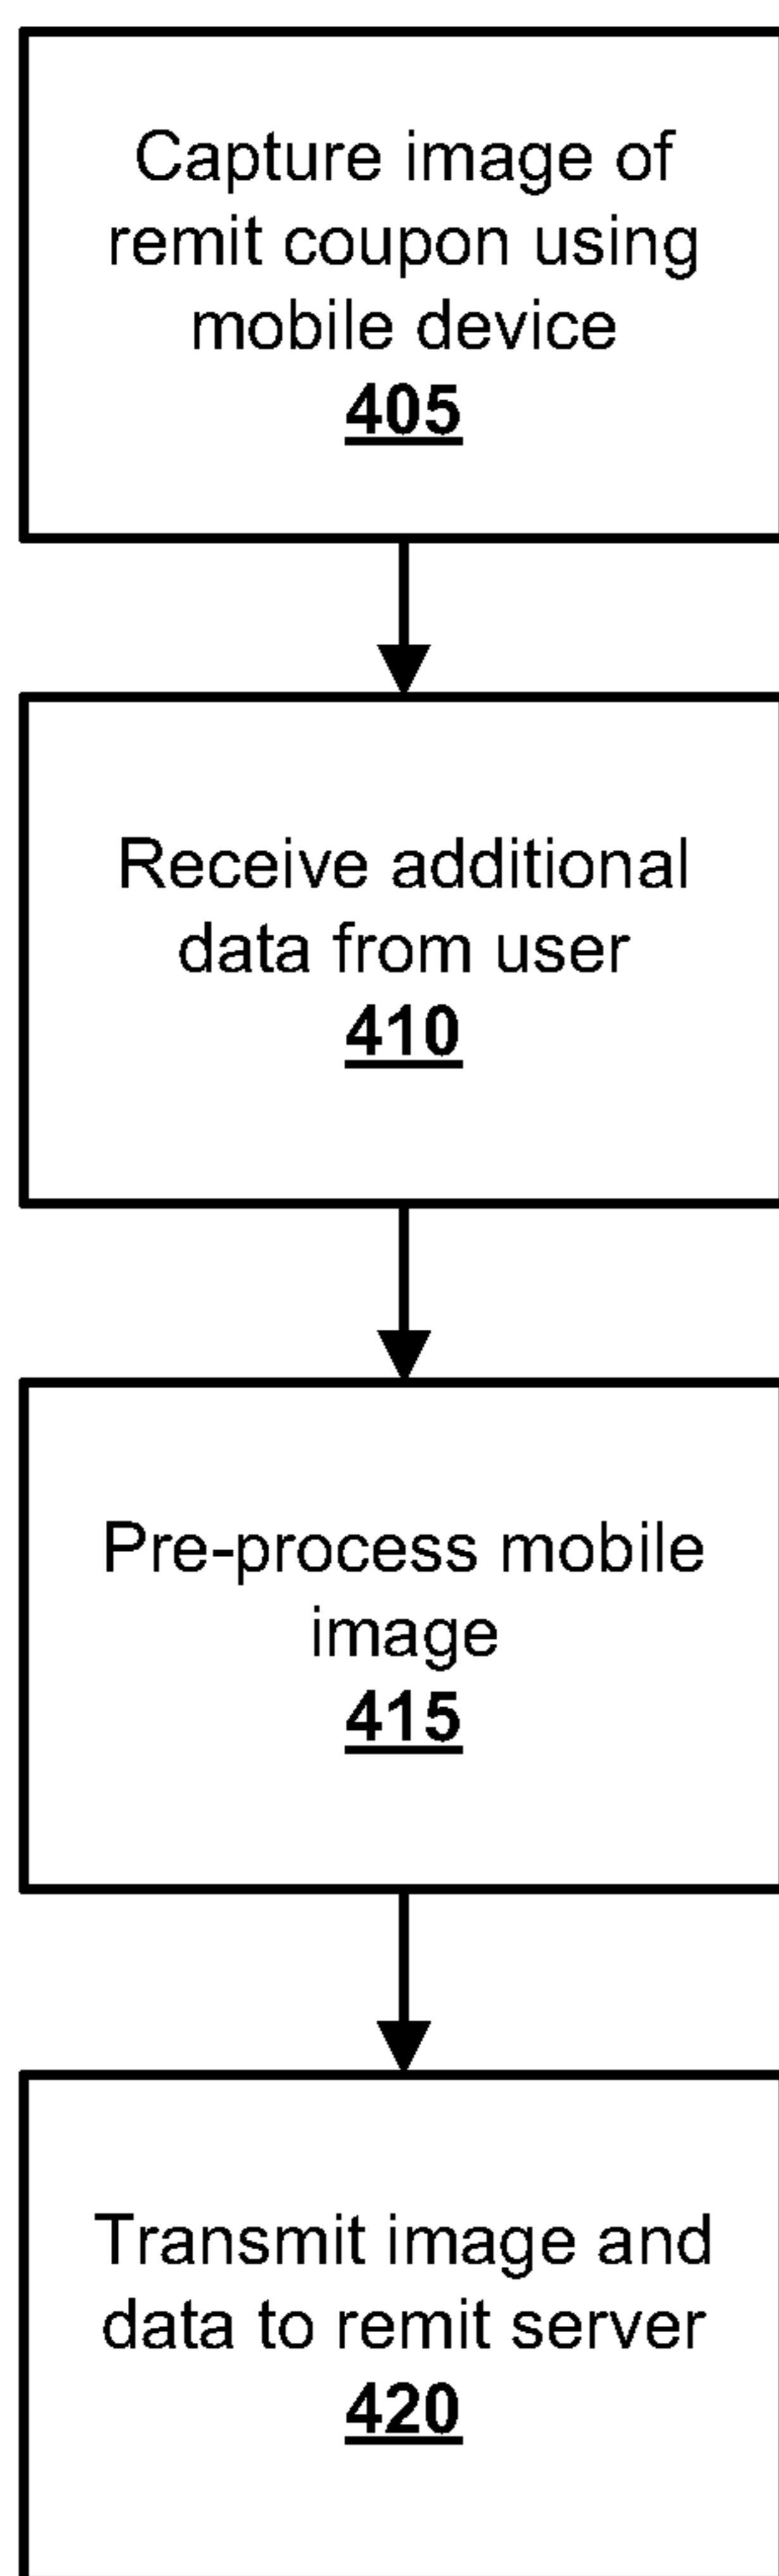 Capture image of
remit coupon using
mobile device
405
Receive additional
data from user
410
Pre-process mobile
image
415
Transmit image and
data to remit server
420